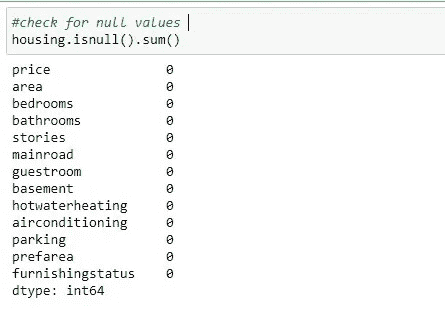 #check for null values
housing.isnull().sum()
price 0
area 0
bedrooms 0
bathrooms 0
stories 0
mainroad 0
guestroom 0
basement 0
hotwaterheating 0
airconditioning 0
parking 0
prefarea 0
furnishingstatus 0
dtype: int64